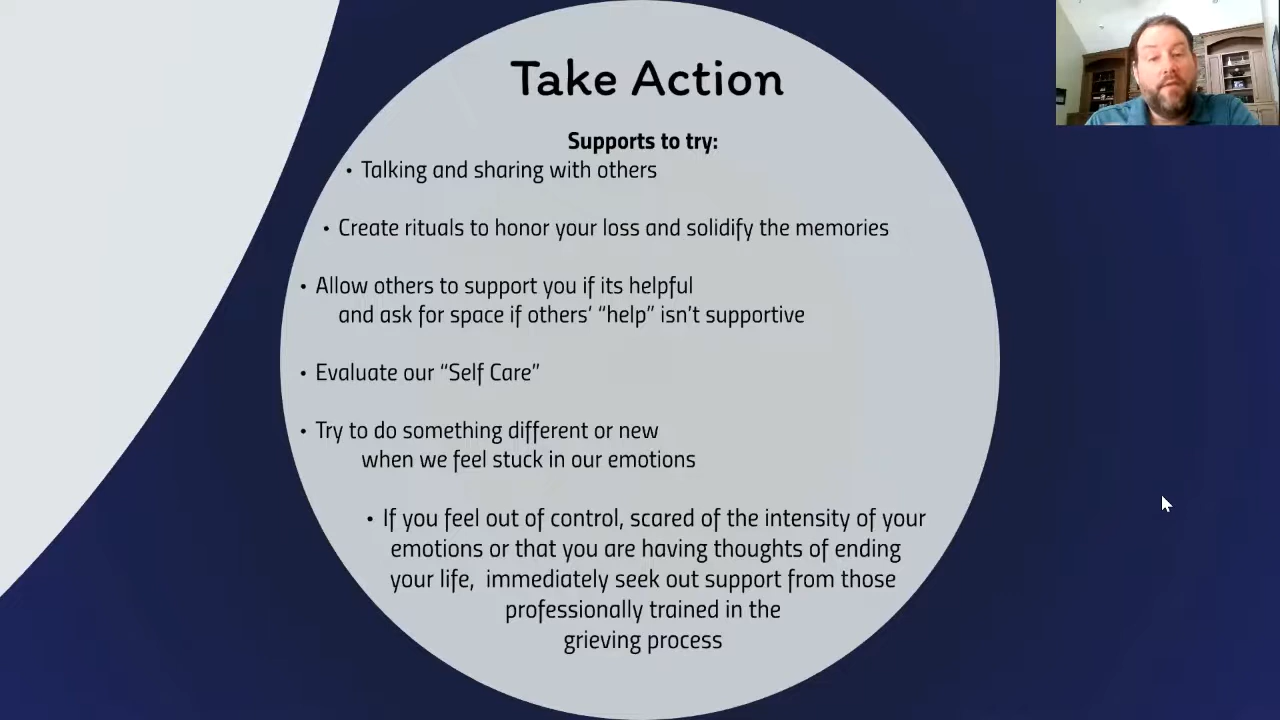 Take Action
Supports to try:
• Talking and sharing with others
• Create rituals to honor your loss and solidify the memories
• Allow others to support you if its helpful
and ask for space if others’ “help” isn’t supportive
• Evaluate our “Self Care”
• Try to do something different or new
when we feel stuck in our emotions
• If you feel out of control, scared of the intensity of your
emotions or that you are having thoughts of ending
your life, immediately seek out support from those
professionally trained in the
grieving process